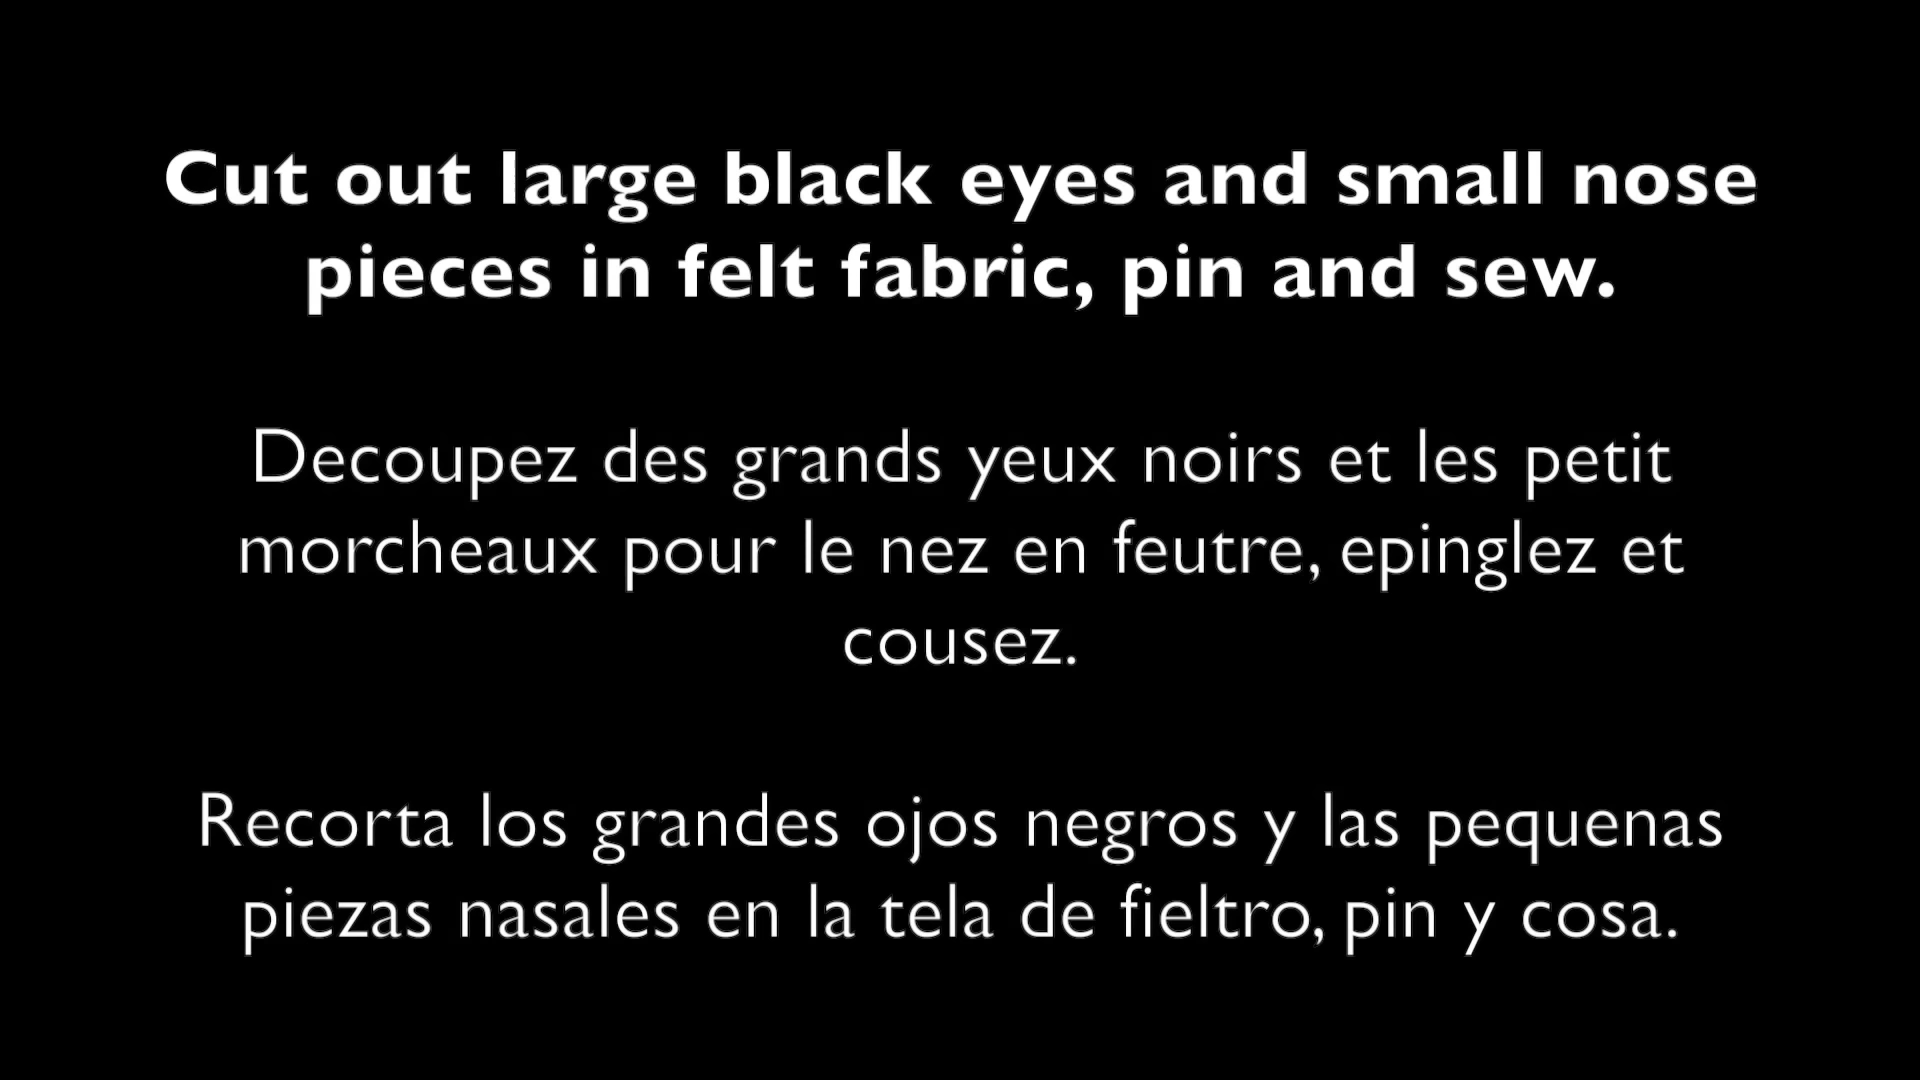 Cut out large black eyes and small nose
pieces in felt fabric, pin and sew.
Decoupez des grands yeux noirs et les petit
morcheaux pour le nez en feutre, epinglez et
cousez.
Recorta los grandes ojos negros y las pequenas
piezas nasales en la tela de fieltro, pin y cosa.